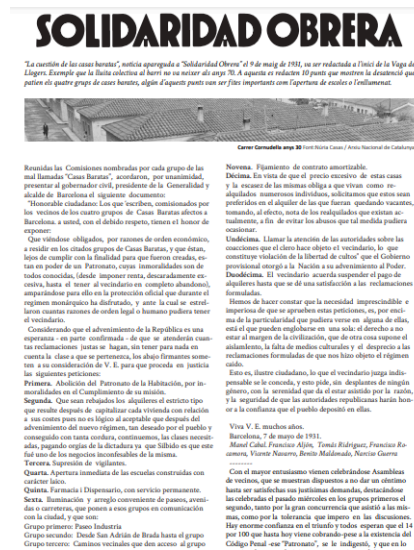 SOLIDARIDAD OBRERA
"La cuestión de las casas baratas", notícia apareguda a "Solidaridad Obrera" el 9 de maig de 1931, va ser redactada a l'inici de la Vaga de
Llogers. Exemple que la lluita colectiva al barri no va neixer als anys 70. A aquesta es redacten 10 punts que mostren la desatenció que
patien els quatre grups de cases barates, algún d'aquests punts van ser fites importants com l'apertura de escoles o l'enllumenat.
Carrer Cernudella anys 30 Font Núria Casas / Arxiu Nacional de Catalunya
Reunidas las Comisiones nombradas por cada grupo de las
mal llamadas "Casas Baratas", acordaron, por unanimidad,
presentar al gobernador civil, presidente de la Generalidad y
alcalde de Barcelona el siguiente documento:
"Honorable ciudadano: Los que 'escriben, comisionados por
los vecinos de los cuatro grupos de Casas Baratas afectos a
Barcelona. a usted, con el debido respeto, tienen el honor de
exponer:
Que viéndose obligados, por razones de orden económico,
a residir en los citados grupos de Casas Baratas, y que éstan,
lejos de cumplir con la finalidad para que fueron creadas, es-
tan en poder de un Patronato, cuyas inmoralidades son de
todos conocidas, (desde imponer renta, descaradamente ex-
cesiva, hasta el tener al vecindario en completo abandono),
amparándose para ello en la protección oficial que durante el
regimen monárquico ha disfrutado, y ante la cual se estrel-
laron cuantas razones de orden legal o humano pudiera tener
el vecindario.
Considerando que el advenimiento de la República es una
esperanza - en parte confirmada - de que se atenderán cuan-
tas reclamaciones justas se hagan, sin tener para nada en
cuenta la clase a que se pertenezca, los abajo firmantes some-
ten a su consideración de V. E. para que proceda en justicia
las siguientes peticiones:
Primera. Abolición del Patronato de la Habitación, por in-
moralidades en el Cumplimiento de su misión.
Segunda. Que sean rebajados los alquileres el estricto tipo
que resulte después de capitalizar cada vivienda con relación
a sus costes pues no es lógico al aceptable que después del
advenimiento del nuevo régimen, tan deseado por el pueblo y
conseguido con tanta cordura, continuemos, las clases necesit-
adas, pagando orgías de la dictadura ya que Silbido es que este
fué uno de los negocios inconfesables de la misma.
Tercera. Supresión de vigilantes.
Quarta. Apertura inmediata de las escuelas construidas con
carácter laico.
Quinta. Farmacia i Dispensario, con servicio permanente.
Sexta. Iluminación y arreglo conveniente de paseos, aveni-
das o carreteras, que ponen a esos grupos en comunicación
con la ciudad, y que son:
Grupo primero: Paseo Industria
Grupo segundo: Desde San Adrián de Brada hasta el grupo
Grupo tercero: Caminos vecinales que den acceso al grupo
Novena. Fijamiento de contrato amortizable.
Décima. En vista de que el precio excesivo de estas casas
y la escasez de las mismas obliga a que vivan como re-
alquilados numerosos individuos, solicitamos que estos sean
preferidos en el alquiler de las que fueran quedando vacantes,
tomando, al efecto, nota de los realquilados que existan ac-
tualmente, a fin de evitar los abusos que tal medida pudiera
ocasionar.
Undécima. Llamar la atención de las autoridades sobre las
coacciones que el clero hace objeto el vecindario, lo que
constituye violación de la libertad de cultos" que el Gobierno
provisional otorgó a la Nación a su advenimiento al Poder.
Dundécima. El vecindario acuerda suspender el pago de
alquileres hasta que se dé una satisfacción a las reclamaciones
formuladas.
Hemos de hacer constar que la necesidad imprescindible e
imperiosa de que se aprueben estas peticiones, es, por enci-
ma de la particularidad que pudiera verse en alguna de ellas,
está el que pueden englobarse en una sola: el derecho a no
estar al margen de la civilización, que de otra cosa supone el
aislamiento, la falta de medios culturales y el desprecio a las
reclamaciones formuladas de que nos hizo objeto el régimen
caído.
Esto es, ilustre ciudadano, lo que el vecindario juzga indis-
pensable se le conceda, y esto pide, sin desplantes de ningún
género, con la serenidad que da el estar asistido por la razón,
y la seguridad de que las autoridades republicanas harán hon-
or a la confianza que el pueblo depositó en ellas.
Viva V. E. muchos años.
Barcelona, 7 de mayo de 1931.
Manel Cabul, Francisco Aljón, Tomás Ridriguez, Francisco Ro-
camora, Vicente Navarro, Benito Maldonado, Narciso Guerra
---------
Con el mayor entusiasmo vienen celebrándose Asambleas
de vecinos, que se muestran dispuestos a no dar un céntimo
hasta ser satisfechas sus justísimas demandas, destacándose
las celebradas el pasado miércoles en los grupos primeros el
segundo, tanto por la gran concurrencia que asistió a las mis-
mas, como por la tolerancia que impero en las discusiones.
Hay enorme confianza en el triunfo y todos esperan que el 14
por 100 que hasta hoy viene cobrando-pese a la existencia del
Código Penal -ese "Patronato", se le indigestó, y que en lo